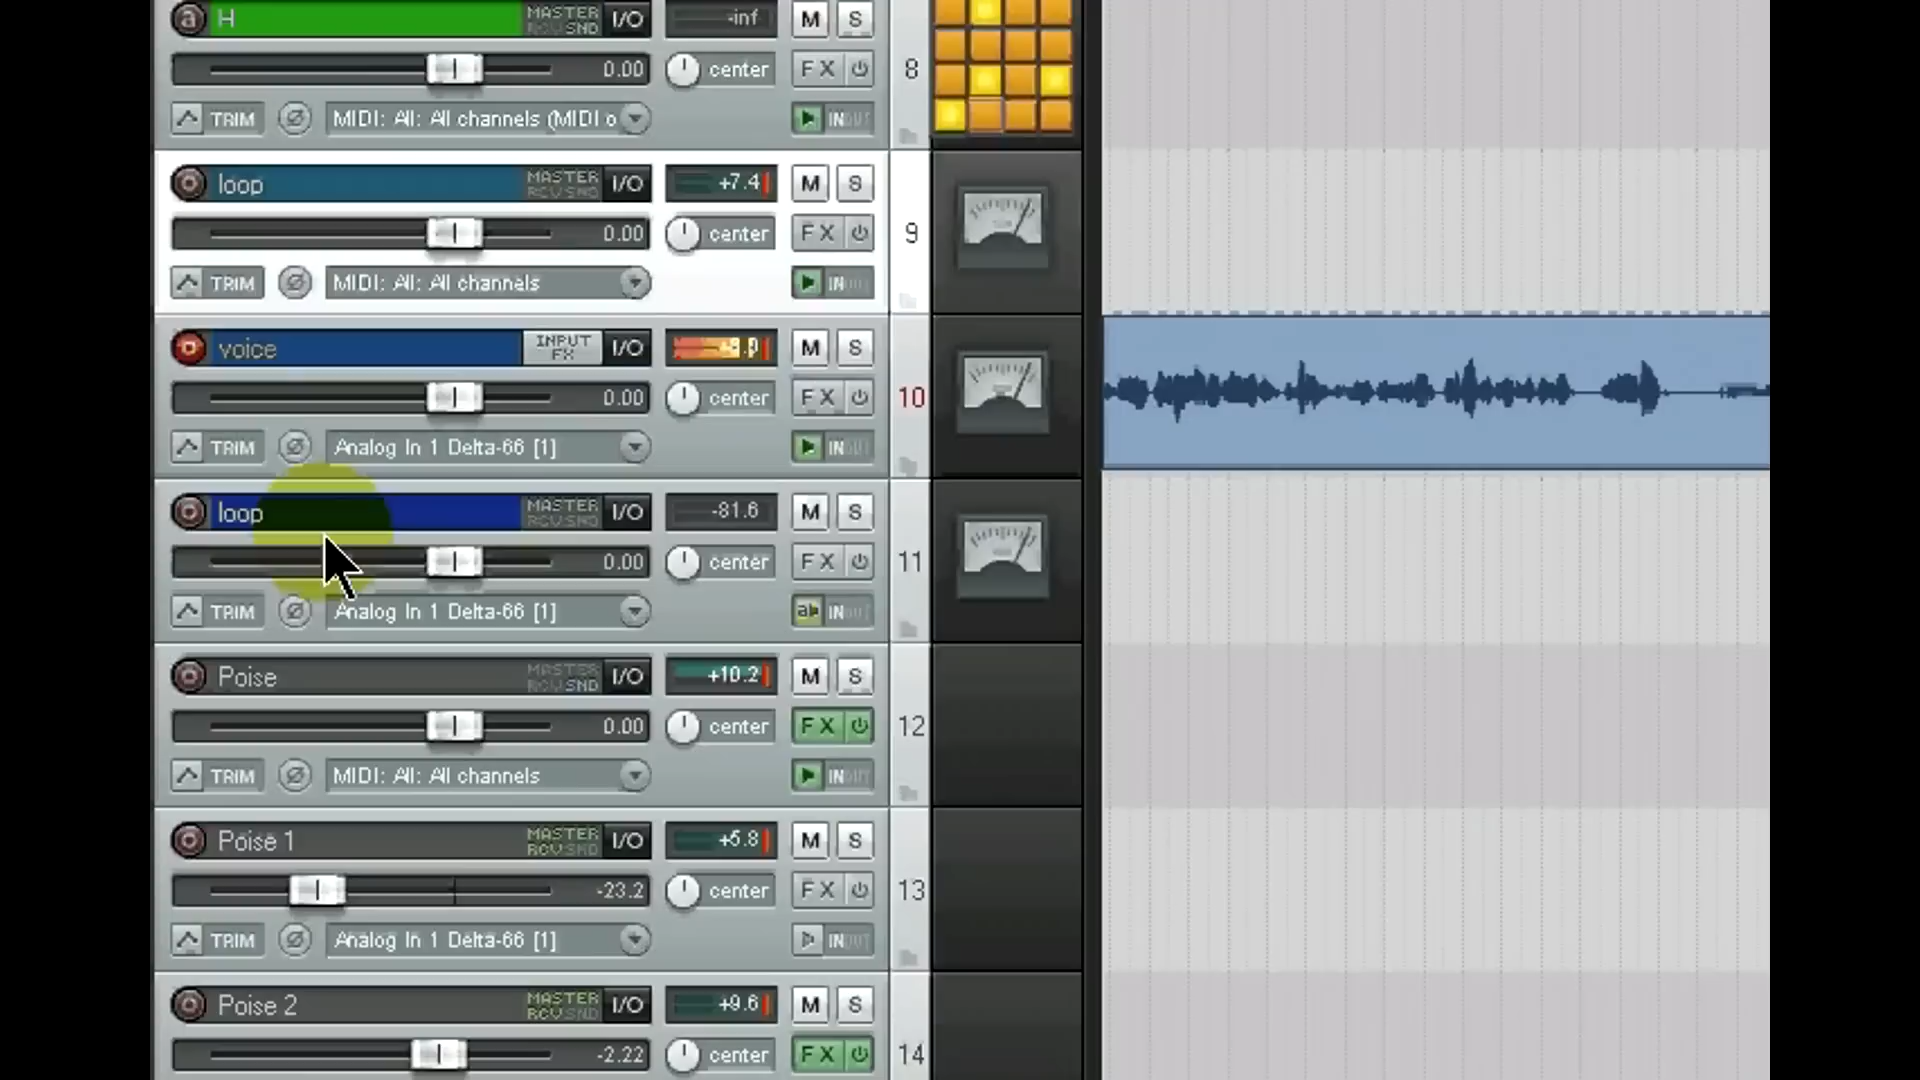 H MASTER RCV SND I/O -inf M S
0.00 center FX 8
TRIM MIDI: All: All channels (MIDI o IN
loop MASTER RCV SND I/O +7.4 M S
0.00 center FX 9
TRIM MIDI: All: All channels IN
voice INPUT FX I/O M S
0.00 center FX 10
TRIM Analog In 1 Delta-66 [1] IN
loop MASTER RCV SND I/O -81.6 M S
0.00 center FX 11
TRIM Analog In 1 Delta-66 [1] IN
Poise MASTER RCV SND I/O +10.2 M S
0.00 center FX 12
TRIM MIDI: All: All channels IN
Poise 1 MASTER RCV SND I/O +5.8 M S
-23.2 center FX 13
TRIM Analog In 1 Delta-66 [1] IN
Poise 2 MASTER RCV SND I/O +9.6 M S
-2.22 center FX 14